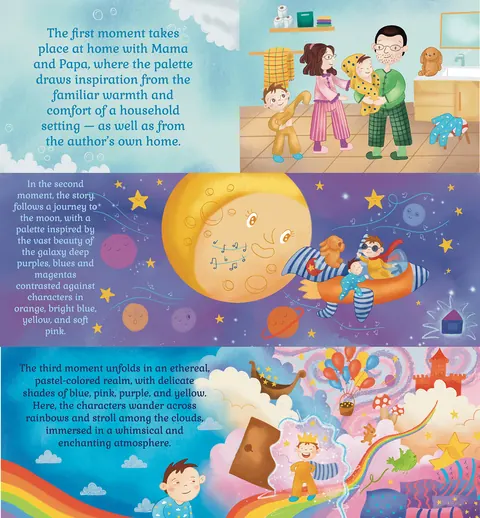 The first moment takes
place at home with Mama
and Papa, where the palette
draws inspiration from the
familiar warmth and
comfort of a household
setting — as well as from
the author's own home.
In the second
moment, the story
follows a journey to
the moon, with a
palette inspired by
the vast beauty of
the galaxy deep
purples, blues and
magentas
contrasted against
characters in
orange, bright blue,
yellow, and soft
pink.
The third moment unfolds in an ethereal,
pastel-colored realm, with delicate
shades of blue, pink, purple, and yellow.
Here, the characters wander across
rainbows and stroll among the clouds,
immersed in a whimsical and
enchanting atmosphere.